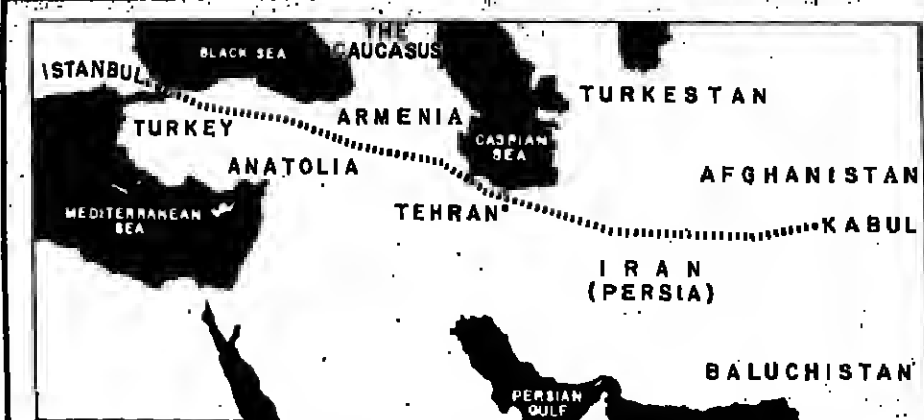 THE
CAUCASUS
BLACK SEA
ISTANBUL
TURKESTAN
ARMENIA
TURKEY
CASPIAN
SEA
ANATOLIA
AFGHANISTAN
MEDITERRANEAN
SEA
TEHRAN
KABUL
IRAN
(PERSIA)
BALUCHISTAN
PERSIAN
GULF